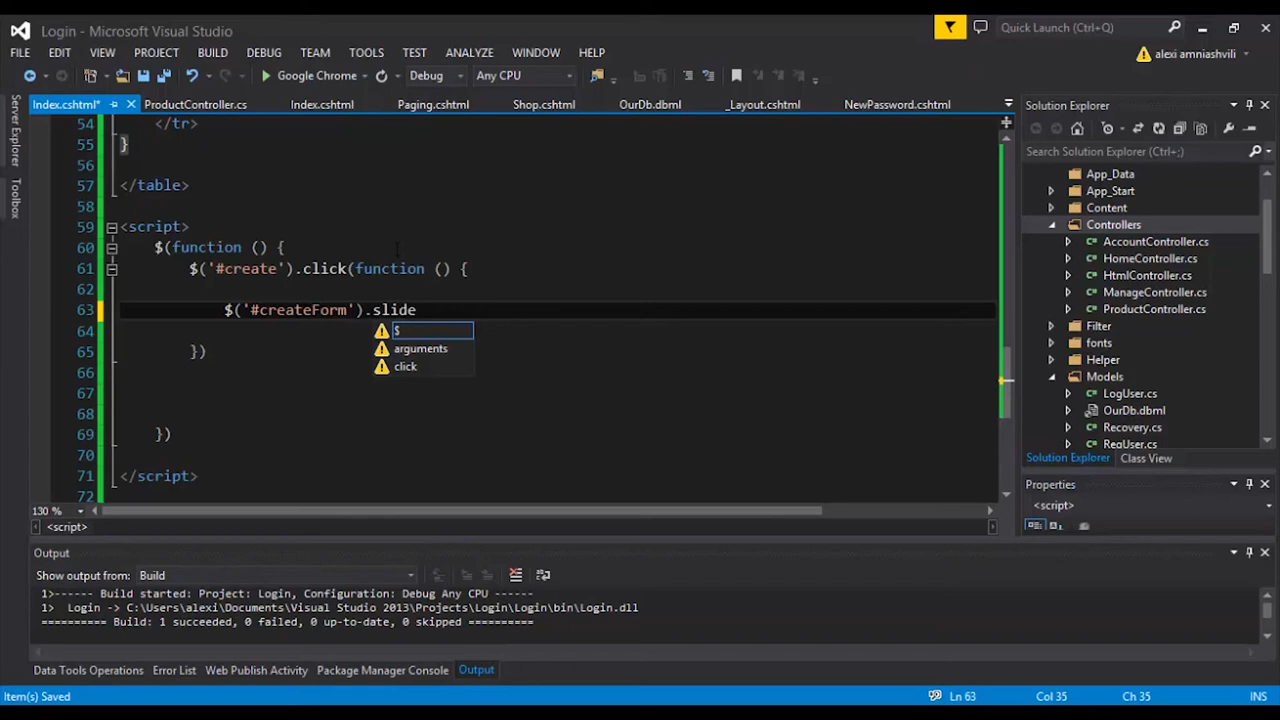 Login - Microsoft Visual Studio
Quick Launch (Ctrl+Q)
FILE EDIT VIEW PROJECT BUILD DEBUG TEAM TOOLS TEST ANALYZE WINDOW HELP
alexi amniashvili
Google Chrome Debug Any CPU
Server Explorer
Toolbox
Index.cshtml* ProductController.cs Index.cshtml Paging.cshtml Shop.cshtml OurDb.dbml _Layout.cshtml NewPassword.cshtml
54 </tr>
55 }
56
57 </table>
58
59 <script>
60 $(function () {
61 $('#create').click(function () {
62
63 $('#createForm').slide
$
64
arguments
65 })
click
66
67
68
69 })
70
71 </script>
72
130 %
<script>
Solution Explorer
Search Solution Explorer (Ctrl+;)
App_Data
App_Start
Content
Controllers
AccountController.cs
HomeController.cs
HtmlController.cs
ManageController.cs
ProductController.cs
Filter
fonts
Helper
Models
LogUser.cs
OurDb.dbml
Recovery.cs
RegUser.cs
Solution Explorer Class View
Properties
<script>
Output
Show output from: Build
1>------ Build started: Project: Login, Configuration: Debug Any CPU ------
1> Login -> C:\Users\alexi\Documents\Visual Studio 2013\Projects\Login\Login\bin\Login.dll
========== Build: 1 succeeded, 0 failed, 0 up-to-date, 0 skipped ==========
Data Tools Operations Error List Web Publish Activity Package Manager Console Output
Item(s) Saved Ln 63 Col 35 Ch 35 INS